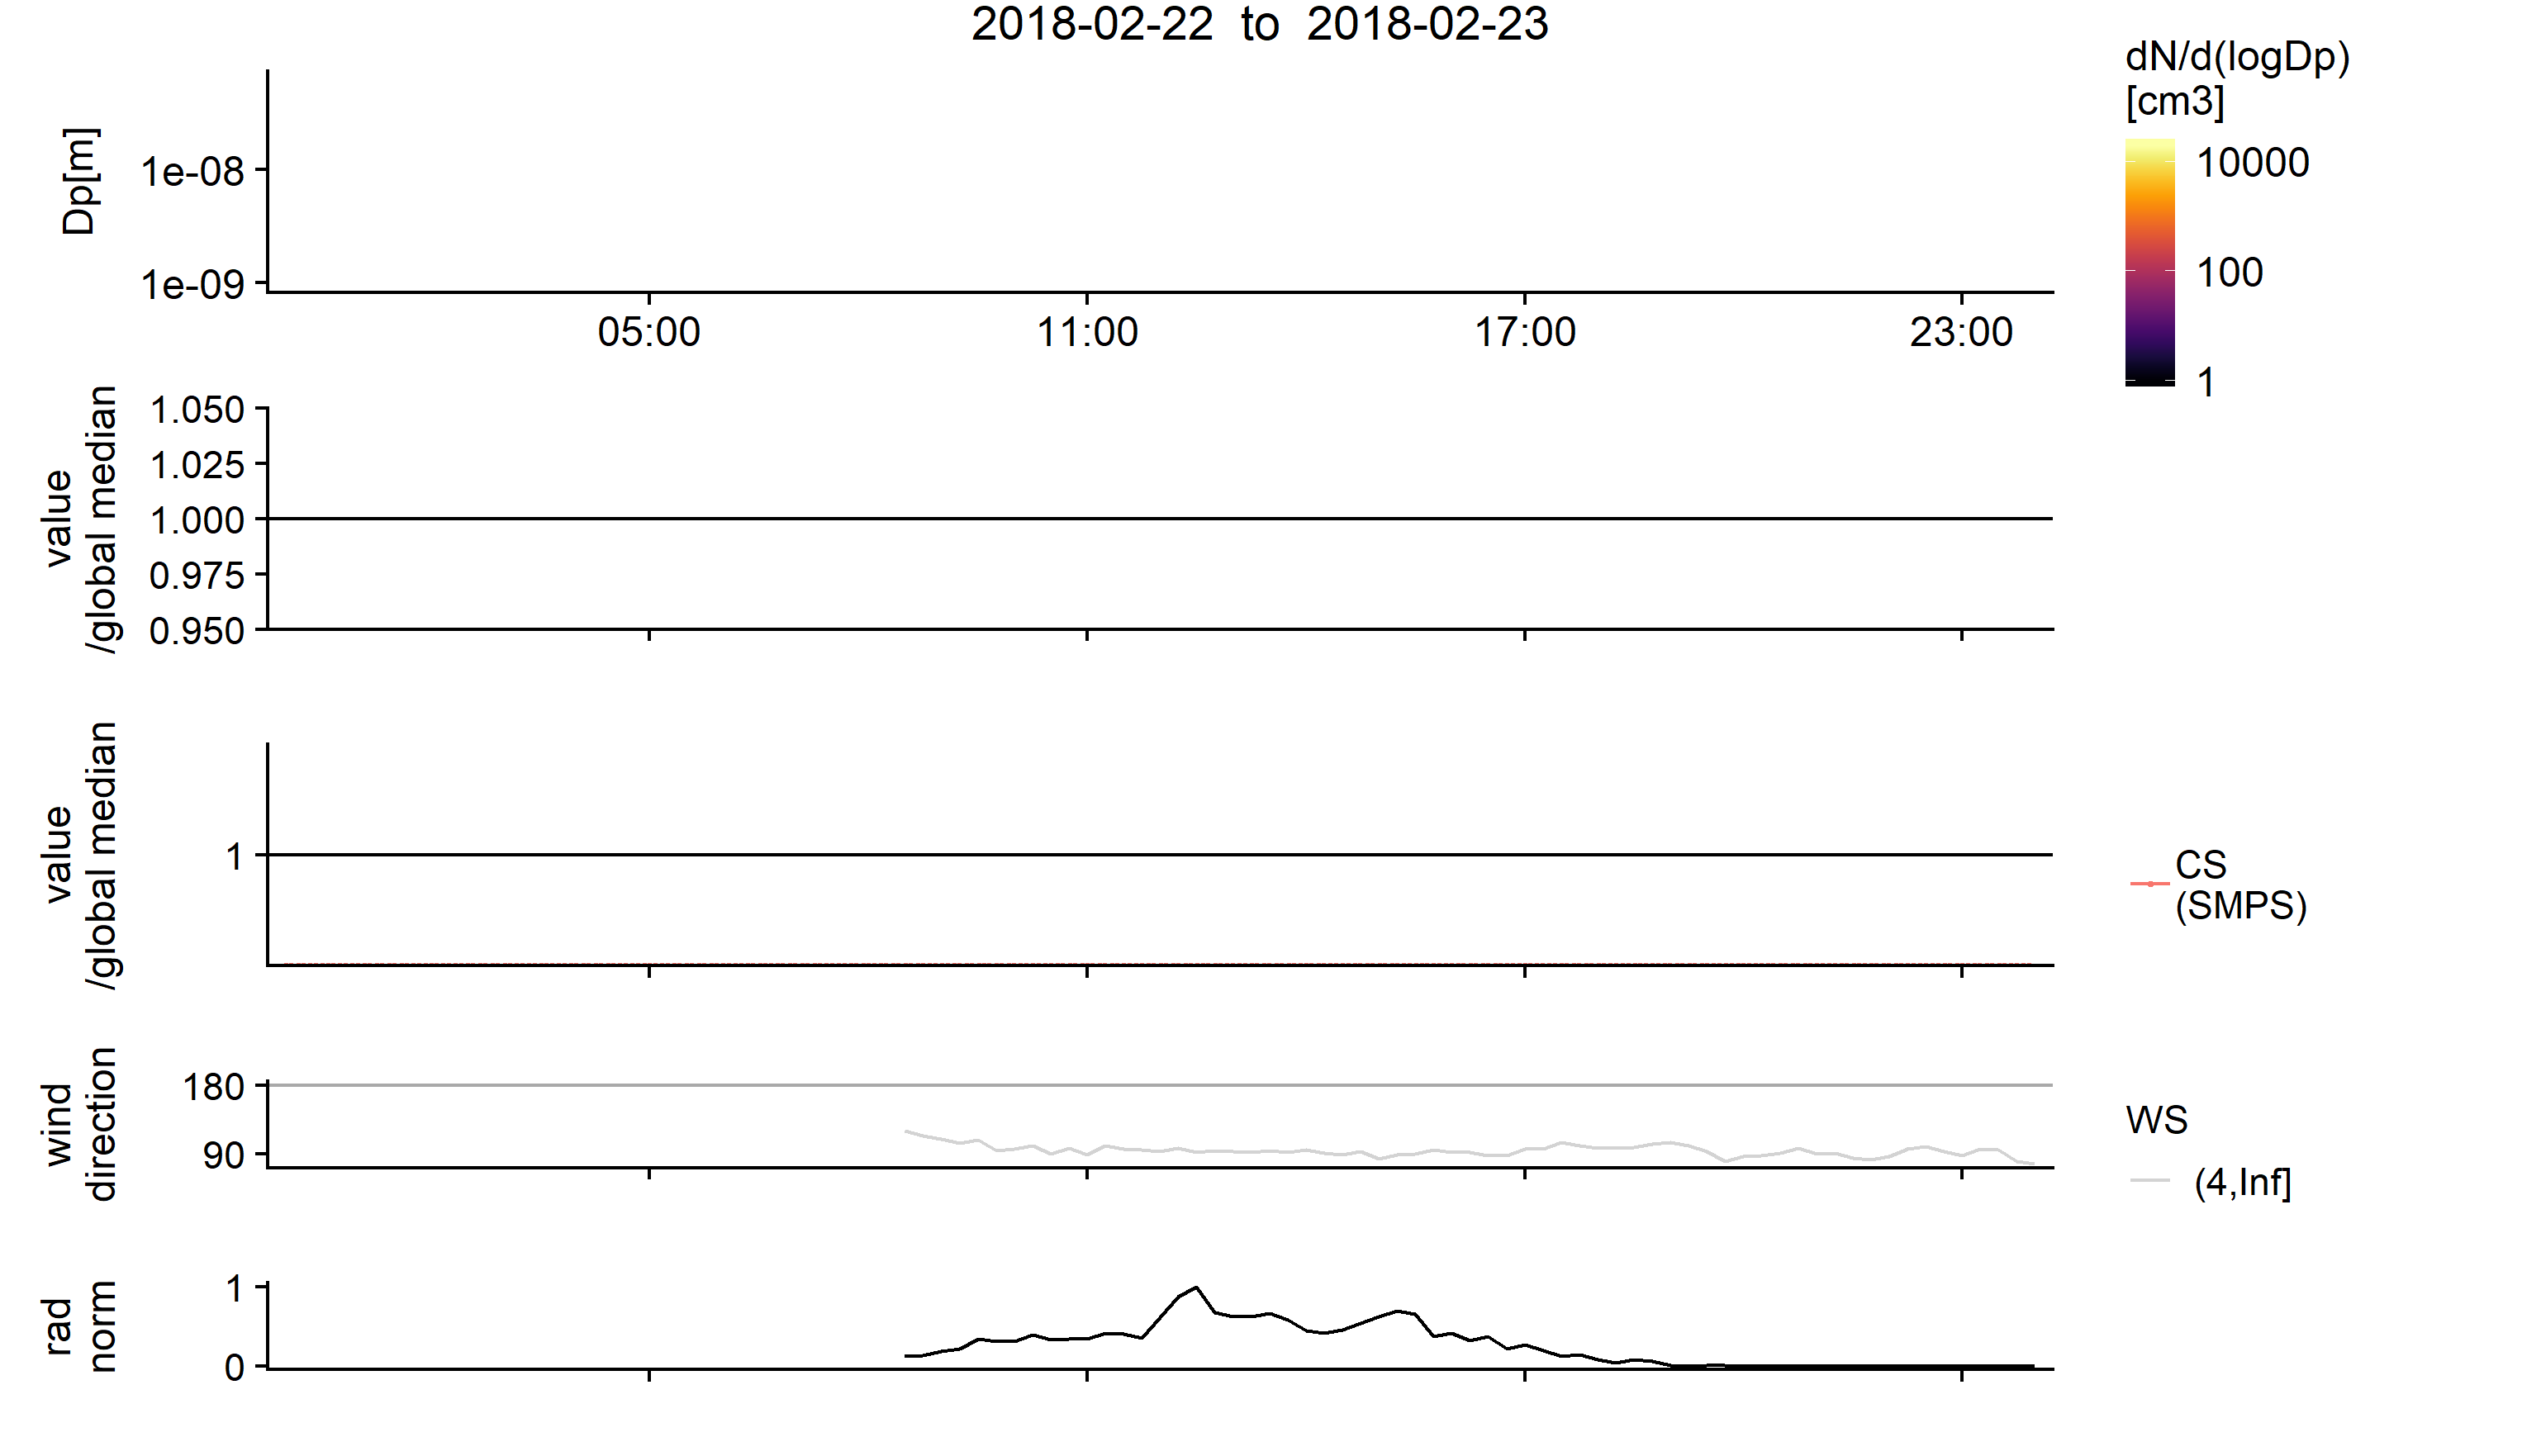 2018-02-22 to 2018-02-23
dN/d(logDp)
[cm3]
10000
100
1
Dp[m]
1e-08
1e-09
05:00
11:00
17:00
23:00
value
/global median
1.050
1.025
1.000
0.975
0.950
value
/global median
1
CS
(SMPS)
wind
direction
180
90
WS
(4,Inf]
rad
norm
1
0